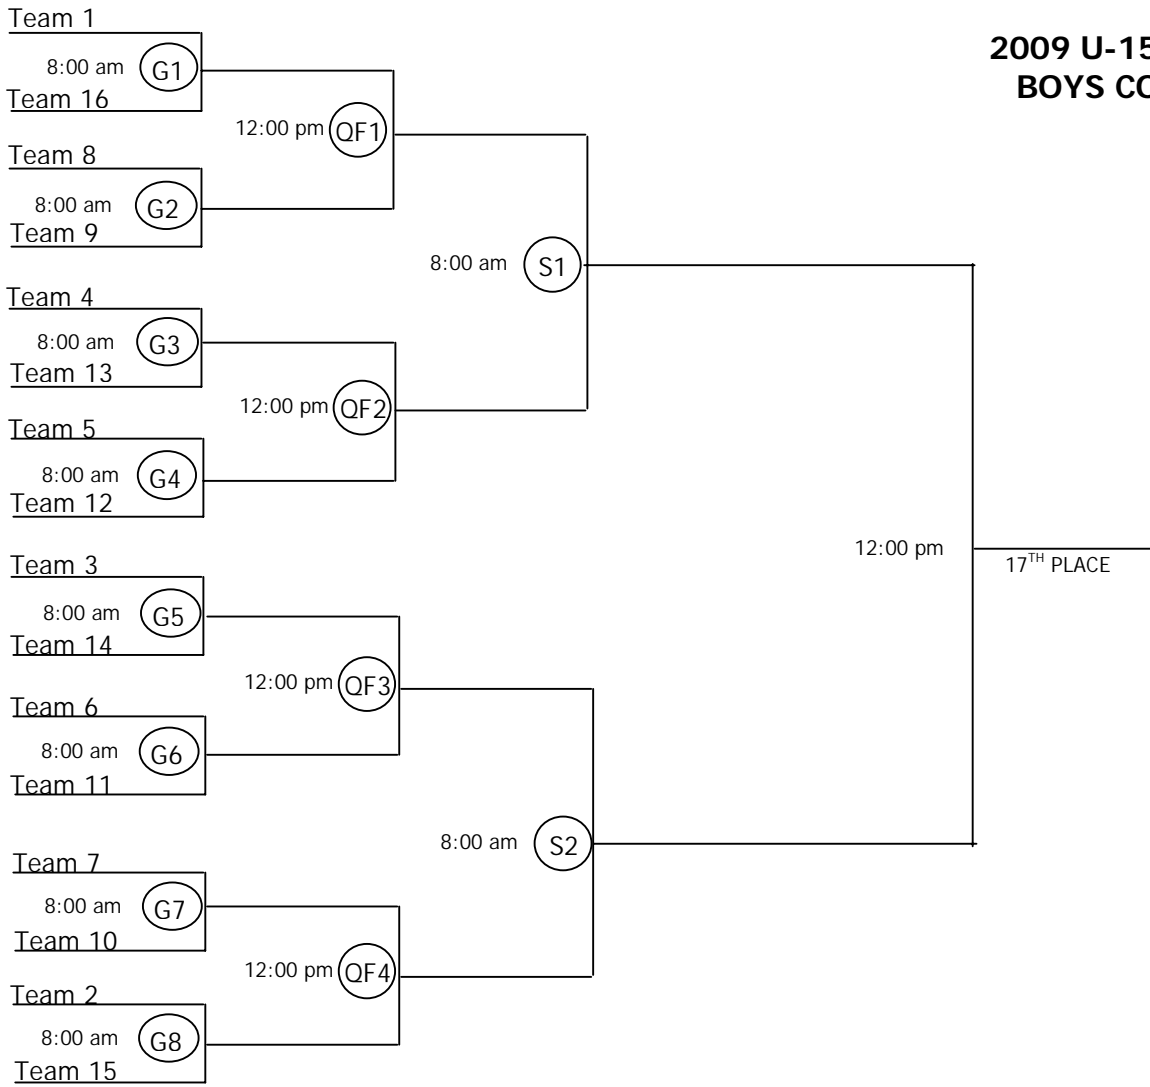 Team 1
2009 U-15
BOYS CO
8:00 am G1
Team 16
12:00 pm QF1
Team 8
8:00 am G2
Team 9
8:00 am S1
Team 4
8:00 am G3
Team 13
12:00 pm QF2
Team 5
8:00 am G4
Team 12
12:00 pm
17TH PLACE
Team 3
8:00 am G5
Team 14
12:00 pm QF3
Team 6
8:00 am G6
Team 11
8:00 am S2
Team 7
8:00 am G7
Team 10
12:00 pm QF4
Team 2
8:00 am G8
Team 15